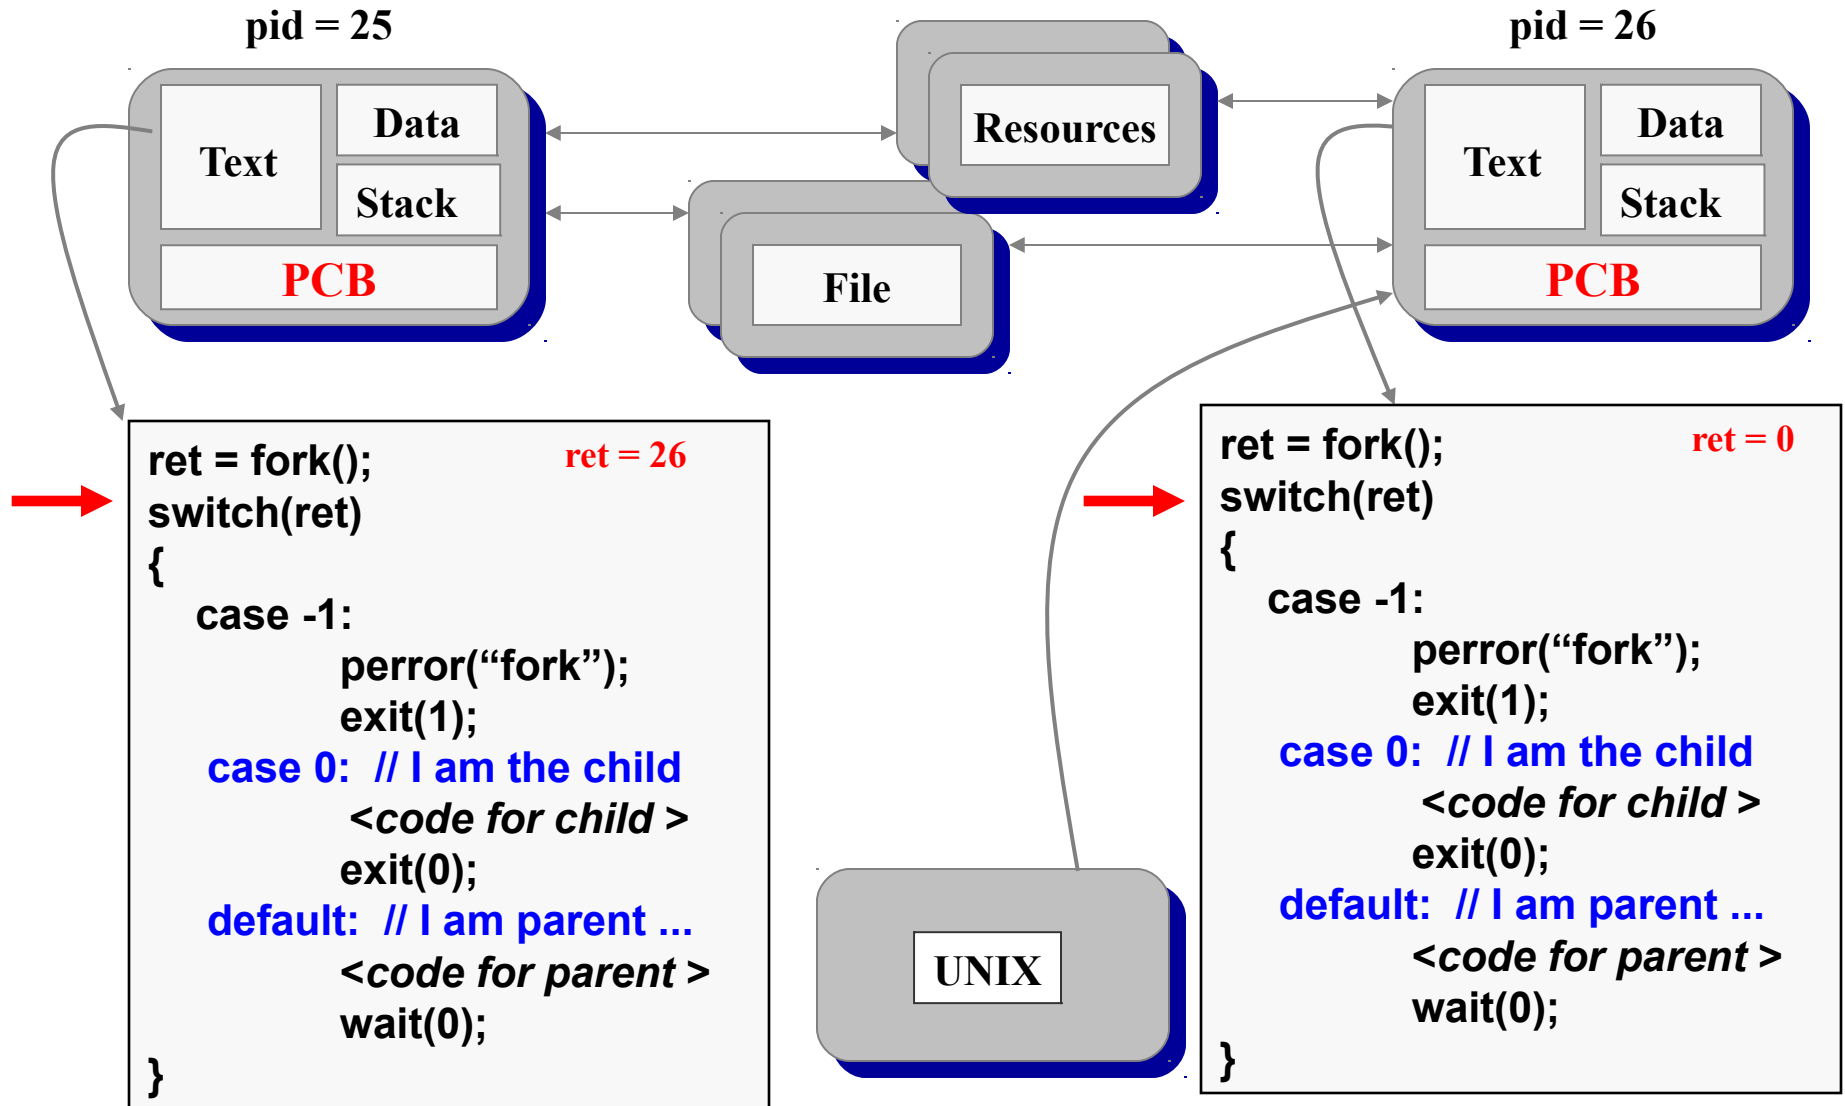 pid = 25
pid = 26
Text
Data
Stack
PCB
Resources
File
Text
Data
Stack
PCB
ret = fork();
ret = 26
switch(ret)
{
case -1:
perror(“fork”);
exit(1);
case 0: // I am the child
<code for child >
exit(0);
default: // I am parent ...
<code for parent >
wait(0);
}
UNIX
ret = fork();
ret = 0
switch(ret)
{
case -1:
perror(“fork”);
exit(1);
case 0: // I am the child
<code for child >
exit(0);
default: // I am parent ...
<code for parent >
wait(0);
}